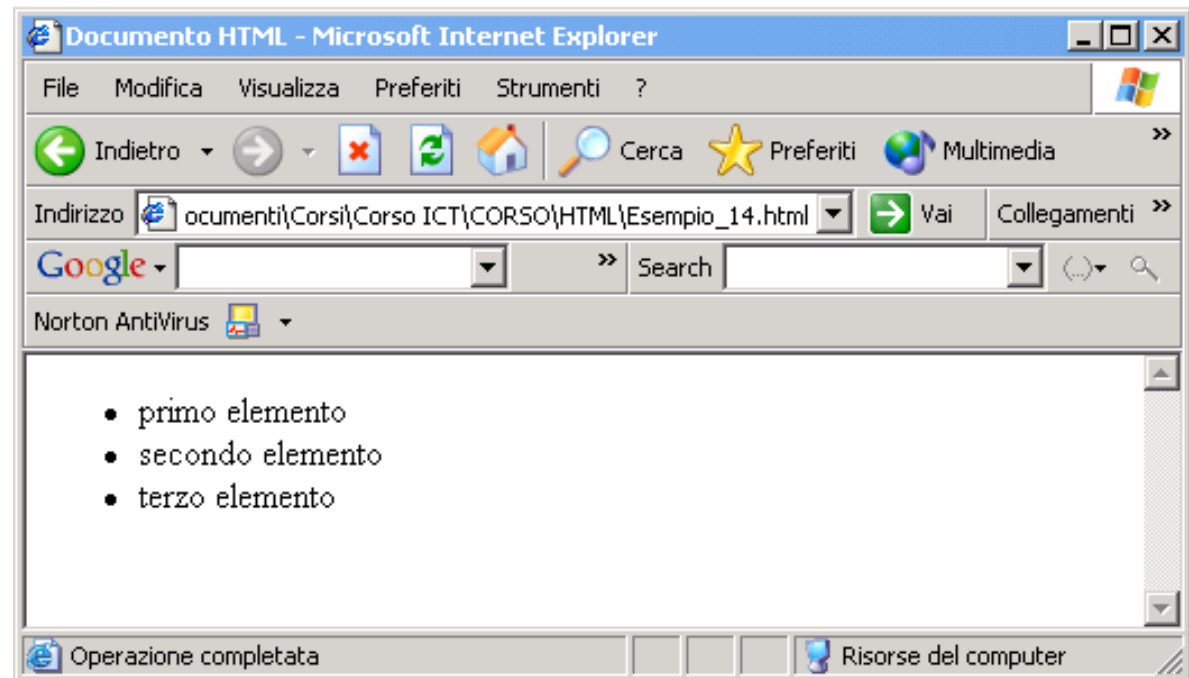 Documento HTML - Microsoft Internet Explorer
File Modifica Visualizza Preferiti Strumenti ?
Indietro Cerca Preferiti Multimedia »
Indirizzo ocumenti\Corsi\Corso ICT\CORSO\HTML\Esempio_14.html Vai Collegamenti »
Google » Search (...)
Norton AntiVirus
• primo elemento
• secondo elemento
• terzo elemento
Operazione completata Risorse del computer